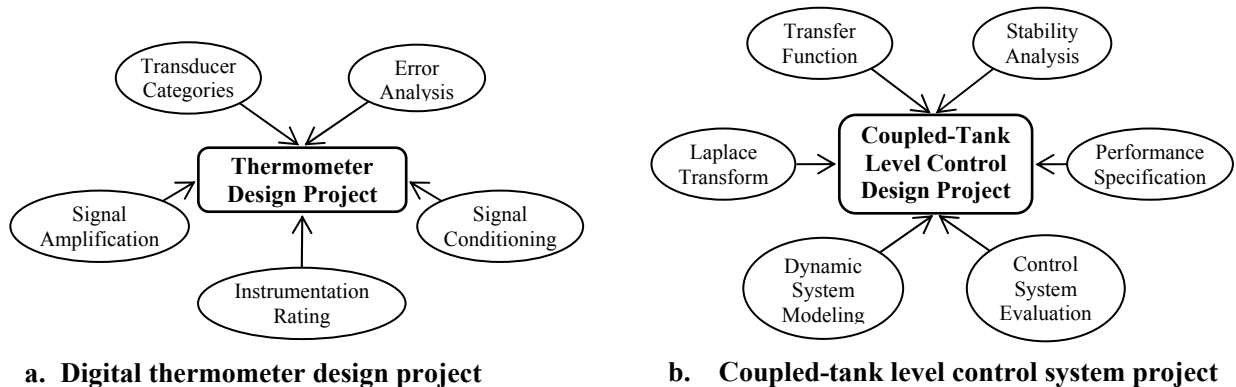 Transducer
Categories
Error
Analysis
Thermometer
Design Project
Signal
Amplification
Signal
Conditioning
Instrumentation
Rating
a. Digital thermometer design project
Transfer
Function
Stability
Analysis
Laplace
Transform
Coupled-Tank
Level Control
Design Project
Performance
Specification
Dynamic
System
Modeling
Control
System
Evaluation
b. Coupled-tank level control system project